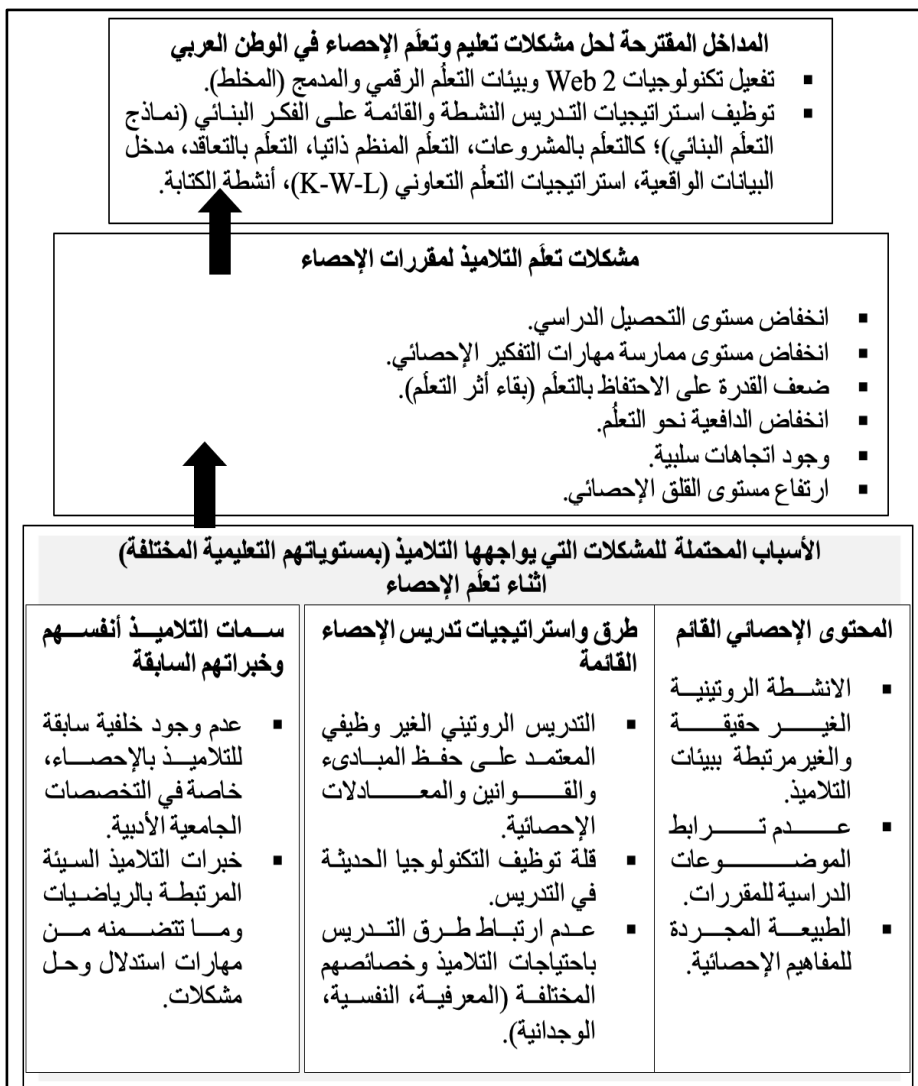 المداخل المقترحة لحل مشكلات تعليم وتعلَم الإحصاء في الوطن العربي
▪ تفعيل تكنولوجيات Web 2 وبيئات التعلُم الرقمي والمدمج (المخلط).
▪ توظيف استراتيجيات التدريس النشطة والقائمة على الفكر البنائي (نماذج
التعلَم البنائي)؛ كالتعلَم بالمشروعات، التعلَم المنظم ذاتيا، التعلَم بالتعاقد، مدخل
البيانات الواقعية، استراتيجيات التعلُم التعاوني (K-W-L)، أنشطة الكتابة.
مشكلات تعلَم التلاميذ لمقررات الإحصاء
▪ انخفاض مستوى التحصيل الدراسي.
▪ انخفاض مستوى ممارسة مهارات التفكير الإحصائي.
▪ ضعف القدرة على الاحتفاظ بالتعلَم (بقاء أثر التعلَم).
▪ انخفاض الدافعية نحو التعلُم.
▪ وجود اتجاهات سلبية.
▪ ارتفاع مستوى القلق الإحصائي.
الأسباب المحتملة للمشكلات التي يواجهها التلاميذ (بمستوياتهم التعليمية المختلفة)
اثناء تعلَم الإحصاء
المحتوى الإحصائي القائم
▪ الانشطة الروتينية
الغير حقيقة
والغيرمرتبطة ببيئات
التلاميذ.
▪ عدم ترابط
الموضوعات
الدراسية للمقررات.
▪ الطبيعة المجردة
للمفاهيم الإحصائية.
طرق واستراتيجيات تدريس الإحصاء
القائمة
▪ التدريس الروتيني الغير وظيفي
المعتمد على حفظ المبادىء
والقوانين والمعادلات
الإحصائية.
▪ قلة توظيف التكنولوجيا الحديثة
في التدريس.
▪ عدم ارتباط طرق التدريس
باحتياجات التلاميذ وخصائصهم
المختلفة (المعرفية، النفسية،
الوجدانية).
سمات التلاميذ أنفسهم
وخبراتهم السابقة
▪ عدم وجود خلفية سابقة
للتلاميذ بالإحصاء،
خاصة في التخصصات
الجامعية الأدبية.
▪ خبرات التلاميذ السيئة
المرتبطة بالرياضيات
وما تتضمنه من
مهارات استدلال وحل
مشكلات.